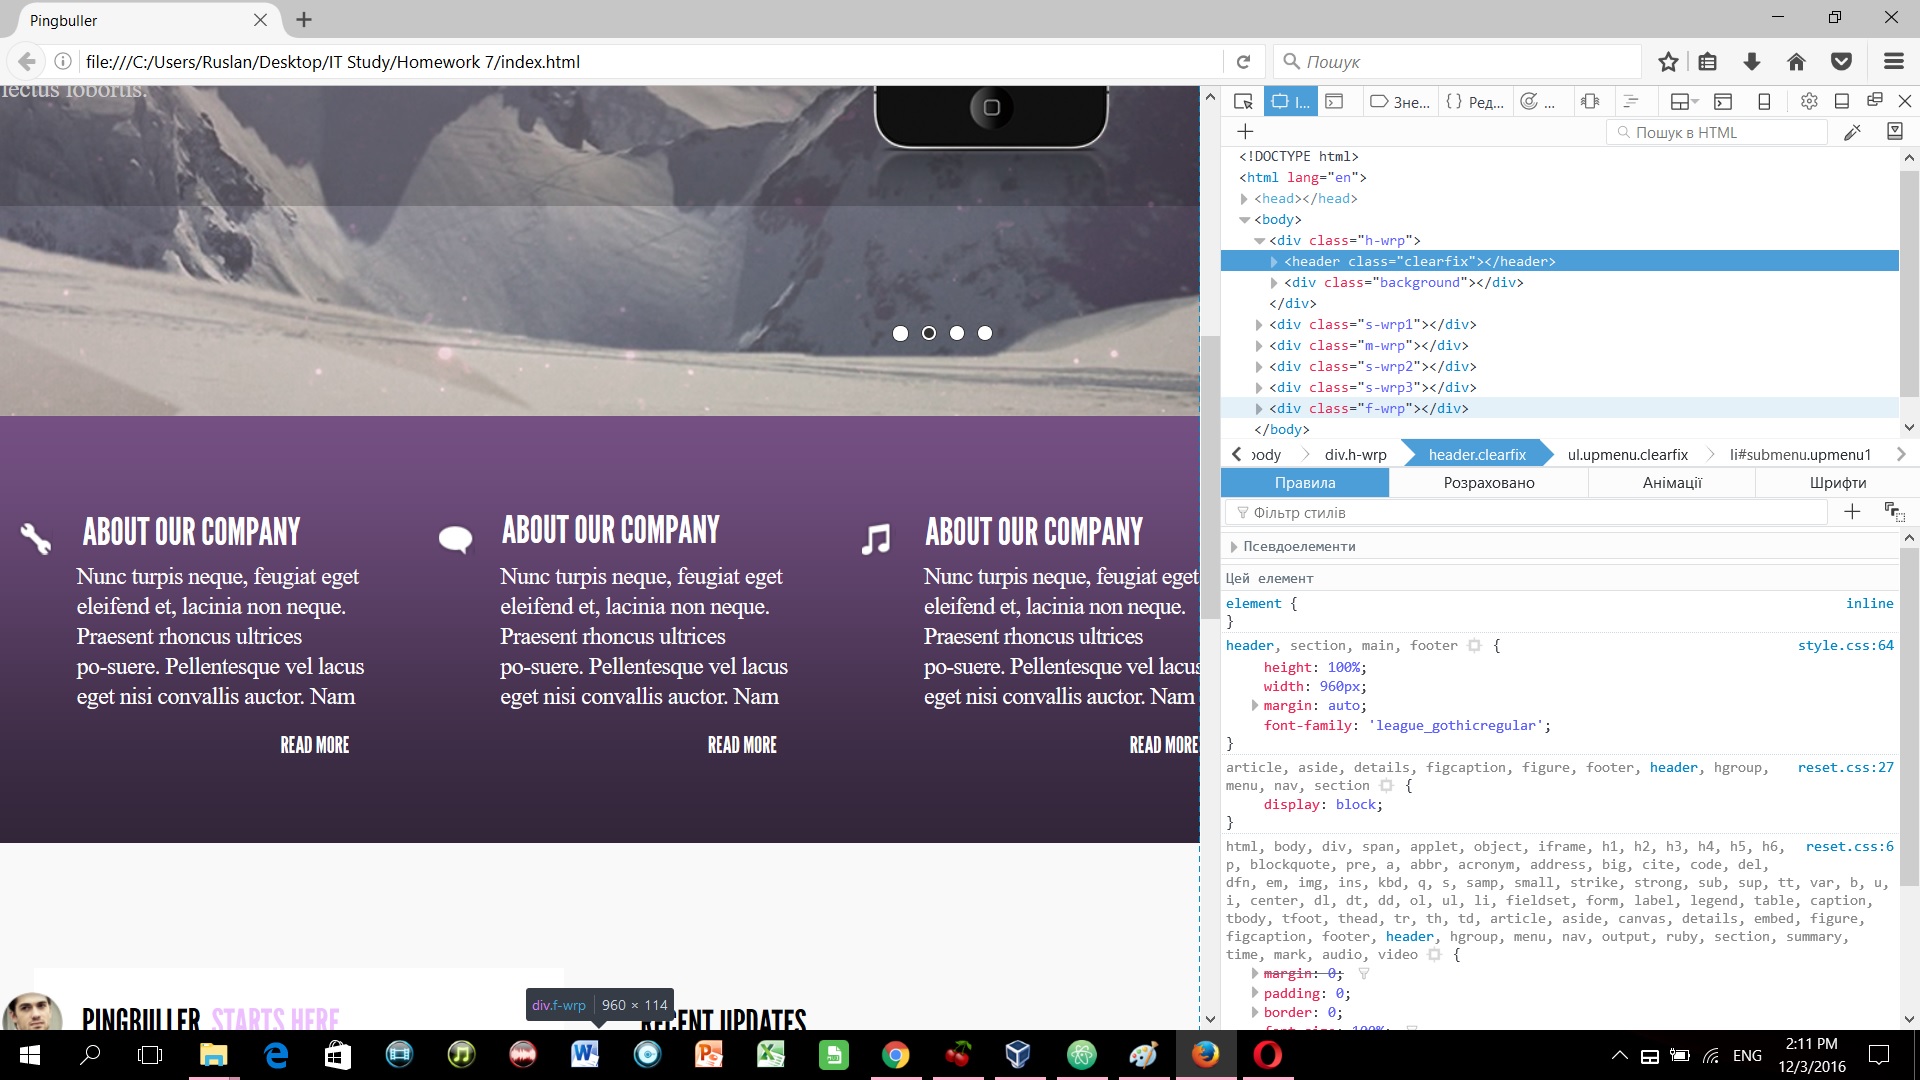 Pingbuller
file:///C:/Users/Ruslan/Desktop/IT Study/Homework 7/index.html
Пошук
lectus lobortis.
ABOUT OUR COMPANY
Nunc turpis neque, feugiat eget
eleifend et, lacinia non neque.
Praesent rhoncus ultrices
po-suere. Pellentesque vel lacus
eget nisi convallis auctor. Nam
READ MORE
ABOUT OUR COMPANY
Nunc turpis neque, feugiat eget
eleifend et, lacinia non neque.
Praesent rhoncus ultrices
po-suere. Pellentesque vel lacus
eget nisi convallis auctor. Nam
READ MORE
ABOUT OUR COMPANY
Nunc turpis neque, feugiat eget
eleifend et, lacinia non neque.
Praesent rhoncus ultrices
po-suere. Pellentesque vel lacus
eget nisi convallis auctor. Nam
READ MORE
PINGBULLER STARTS HERE
RECENT UPDATES
div.f-wrp 960 × 114
І... Зне... { } Ред... ...
Пошук в HTML
<!DOCTYPE html>
<html lang="en">
<head></head>
<body>
<div class="h-wrp">
<header class="clearfix"></header>
<div class="background"></div>
</div>
<div class="s-wrp1"></div>
<div class="m-wrp"></div>
<div class="s-wrp2"></div>
<div class="s-wrp3"></div>
<div class="f-wrp"></div>
</body>
body div.h-wrp header.clearfix ul.upmenu.clearfix li#submenu.upmenu1
Правила Розраховано Анімації Шрифти
Фільтр стилів
Псевдоелементи
Цей елемент
element { inline
}
header, section, main, footer { style.css:64
height: 100%;
width: 960px;
margin: auto;
font-family: 'league_gothicregular';
}
article, aside, details, figcaption, figure, footer, header, hgroup, reset.css:27
menu, nav, section {
display: block;
}
html, body, div, span, applet, object, iframe, h1, h2, h3, h4, h5, h6, reset.css:6
p, blockquote, pre, a, abbr, acronym, address, big, cite, code, del,
dfn, em, img, ins, kbd, q, s, samp, small, strike, strong, sub, sup, tt, var, b, u,
i, center, dl, dt, dd, ol, ul, li, fieldset, form, label, legend, table, caption,
tbody, tfoot, thead, tr, th, td, article, aside, canvas, details, embed, figure,
figcaption, footer, header, hgroup, menu, nav, output, ruby, section, summary,
time, mark, audio, video {
margin: 0;
padding: 0;
border: 0;
font-size: 100%;
ENG
2:11 PM
12/3/2016